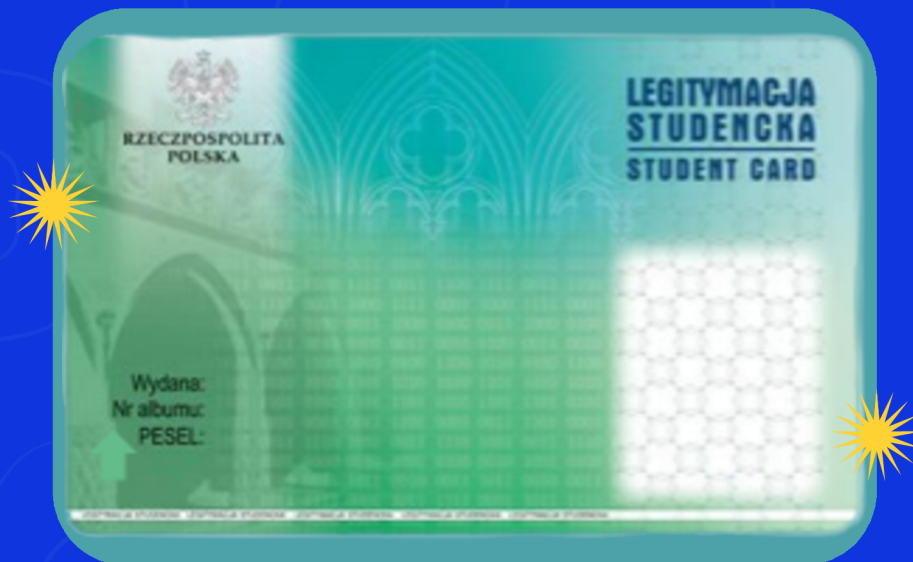 RZECZPOSPOLITA
POLSKA
LEGITYMACJA
STUDENCKA
STUDENT CARD
Wydana:
Nr albumu:
PESEL: